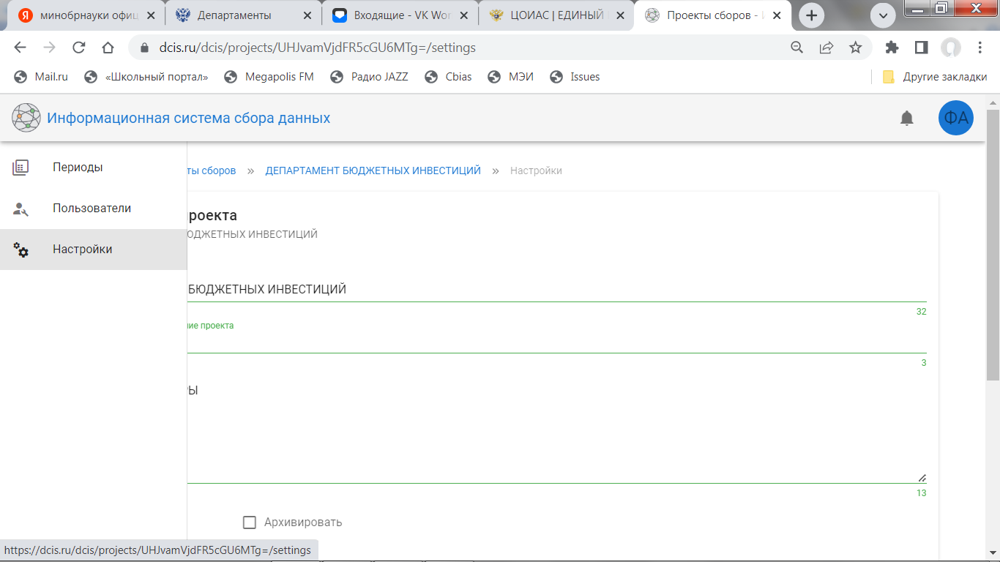 минобрнауки офиц
Департаменты
Входящие - VK Wor
ЦОИАС | ЕДИНЫЙ
Проекты сборов - И
dcis.ru/dcis/projects/UHJvamVjdFR5cGU6MTg=/settings
Mail.ru
«Школьный портал»
Megapolis FM
Радио JAZZ
Cbias
МЭИ
Issues
Другие закладки
Информационная система сбора данных
ФА
Периоды
Пользователи
Настройки
ты сборов » ДЕПАРТАМЕНТ БЮДЖЕТНЫХ ИНВЕСТИЦИЙ » Настройки
проекта
ОДЖЕТНЫХ ИНВЕСТИЦИЙ
БЮДЖЕТНЫХ ИНВЕСТИЦИЙ
32
ние проекта
3
РЫ
13
Архивировать
https://dcis.ru/dcis/projects/UHJvamVjdFR5cGU6MTg=/settings